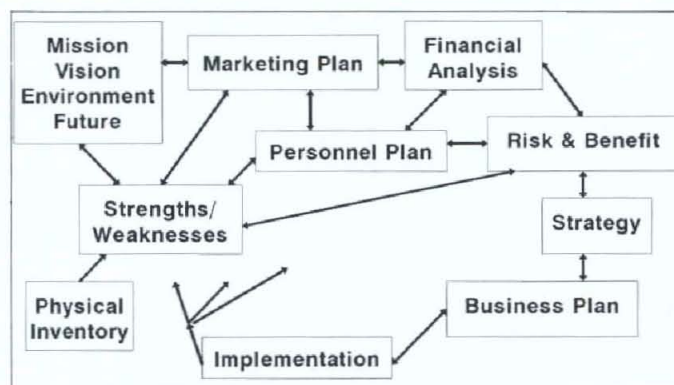 Mission
Vision
Environment
Future
Marketing Plan
Financial
Analysis
Personnel Plan
Risk & Benefit
Strengths/
Weaknesses
Strategy
Physical
Inventory
Business Plan
Implementation